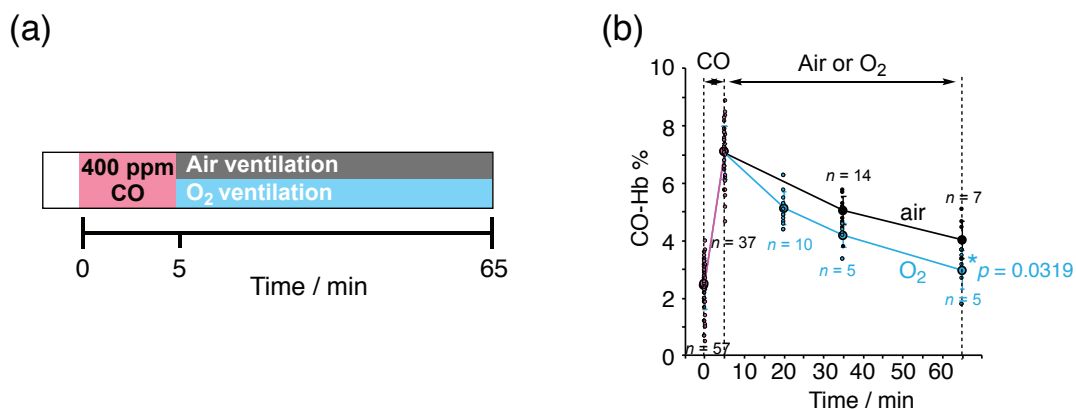 (a)
400 ppm
CO
Air ventilation
O₂ ventilation
0
5
65
Time / min
(b)
CO
Air or O₂
10
8
6
4
2
0
CO-Hb %
n = 14
n = 7
air
n = 37
n = 10
n = 5
O₂
* p = 0.0319
n = 5
n = 57
0 10 20 30 40 50 60
Time / min